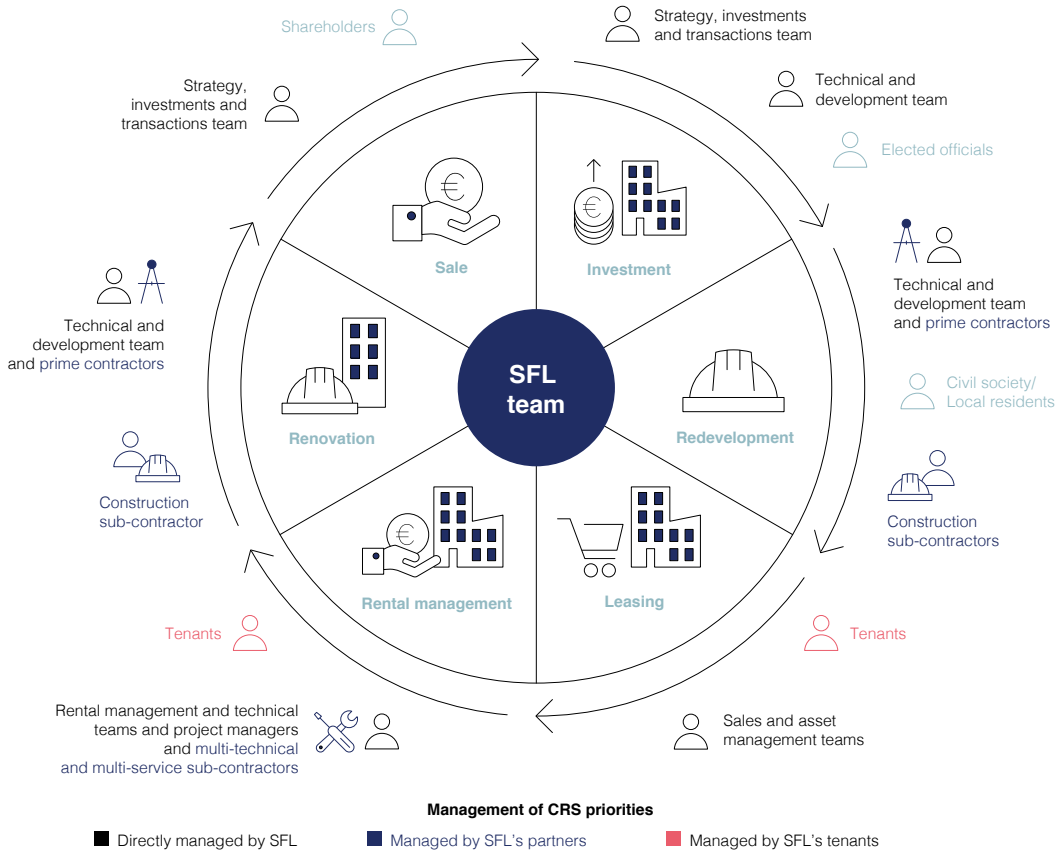 Shareholders
Strategy, investments
and transactions team
Strategy,
investments and
transactions team
Technical and
development team
Elected officials
Sale
Investment
Technical and
development team
and prime contractors
Technical and
development team
and prime contractors
SFL
team
Civil society/
Local residents
Renovation
Redevelopment
Construction
sub-contractor
Construction
sub-contractors
Rental management
Leasing
Tenants
Tenants
Rental management and technical
teams and project managers
and multi-technical
and multi-service sub-contractors
Sales and asset
management teams
Management of CRS priorities
Directly managed by SFL
Managed by SFL's partners
Managed by SFL's tenants